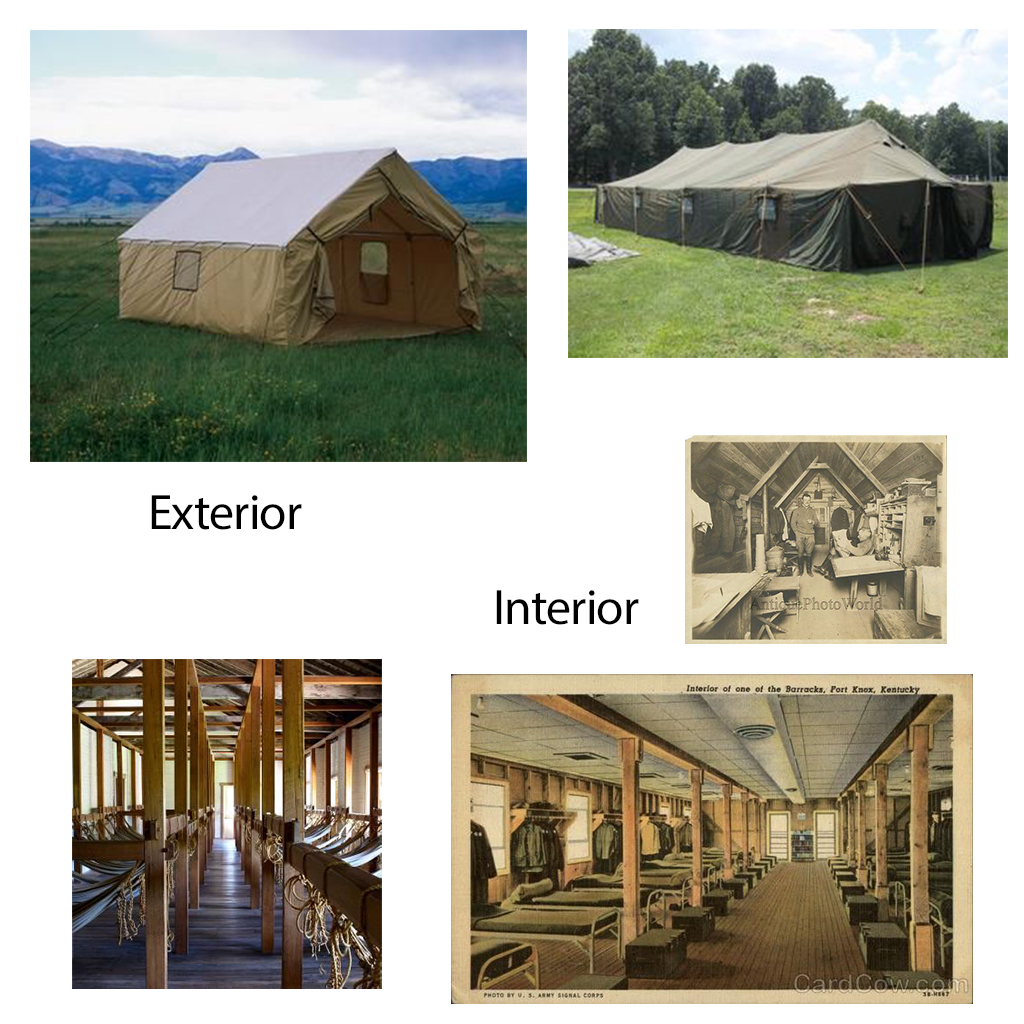 Exterior
AntiquePhotoWorld
Interior
Interior of one of the Barracks, Fort Knox, Kentucky
CardCow.com
PHOTO BY U. S. ARMY SIGNAL CORPS
5B-H867